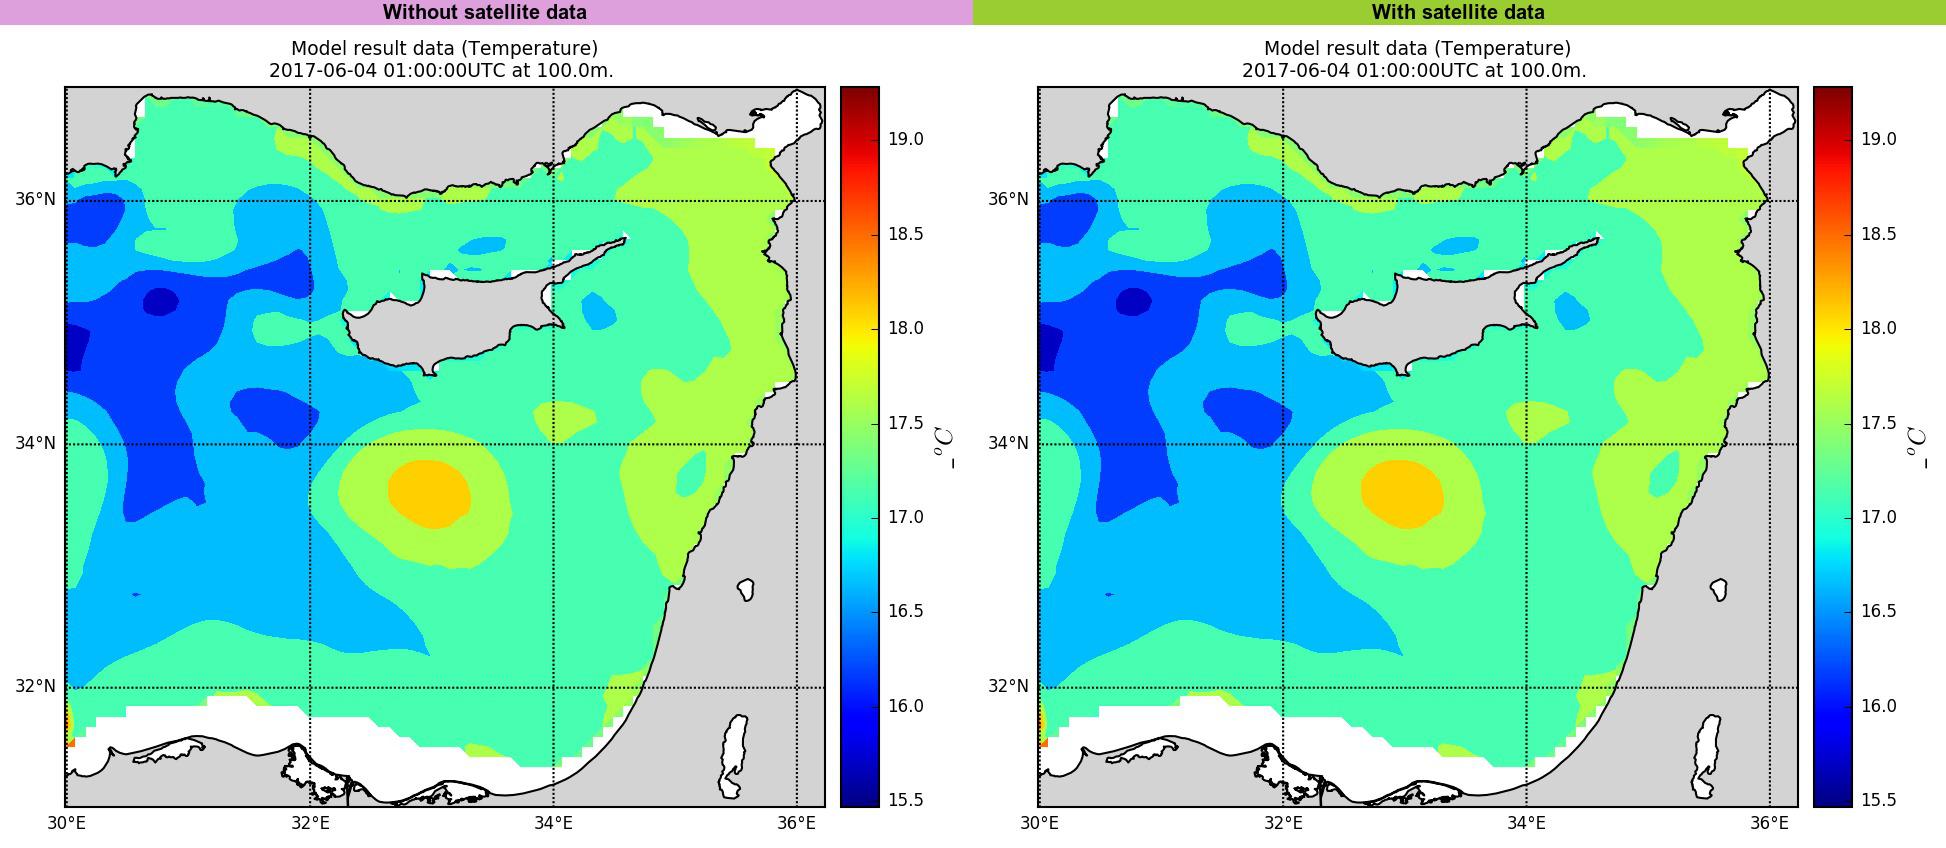 Without satellite data
Model result data (Temperature)
2017-06-04 01:00:00UTC at 100.0m.
36°N
34°N
32°N
30°E 32°E 34°E 36°E
19.0
18.5
18.0
17.5
17.0
16.5
16.0
15.5
°C
With satellite data
Model result data (Temperature)
2017-06-04 01:00:00UTC at 100.0m.
36°N
34°N
32°N
30°E 32°E 34°E 36°E
19.0
18.5
18.0
17.5
17.0
16.5
16.0
15.5
°C